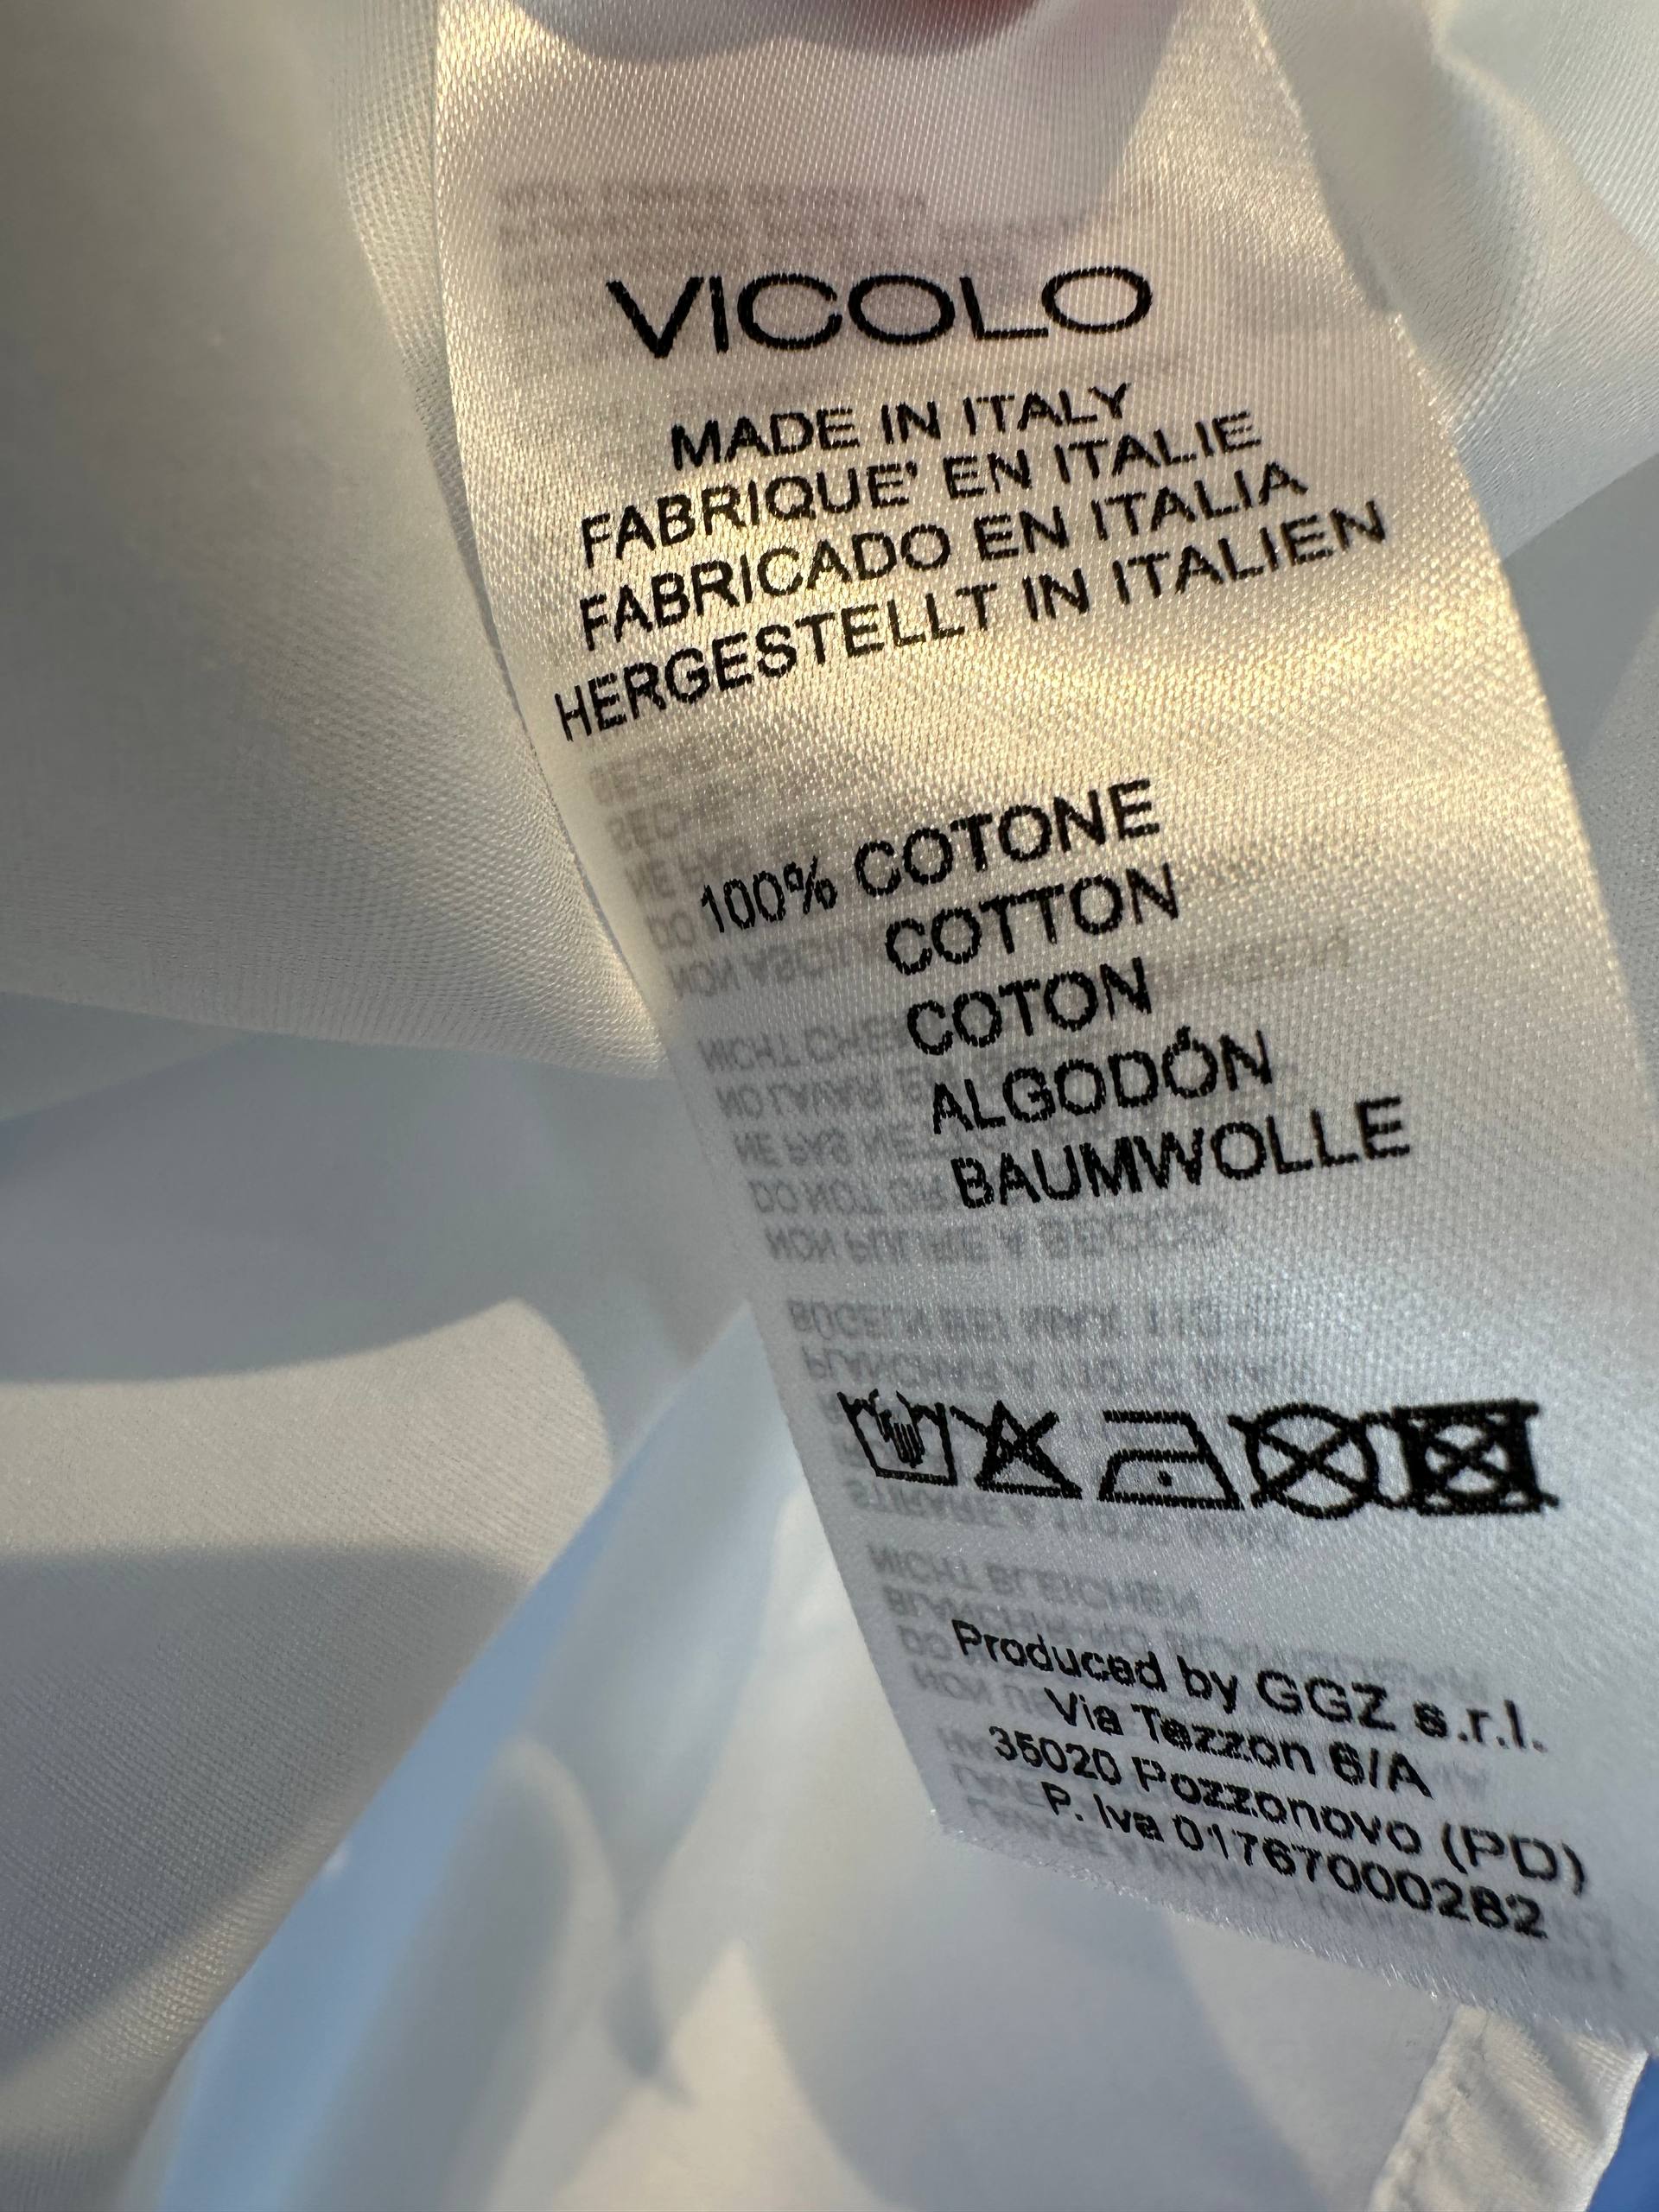 VICOLO
MADE IN ITALY
FABRIQUE' EN ITALIE
FABRICADO EN ITALIA
HERGESTELLT IN ITALIEN
100% COTONE
COTTON
COTON
ALGODÓN
BAUMWOLLE
Produced by GGZ s.r.l.
Via Tezzon 6/A
35020 Pozzonovo (PD)
P. Iva 01767000282